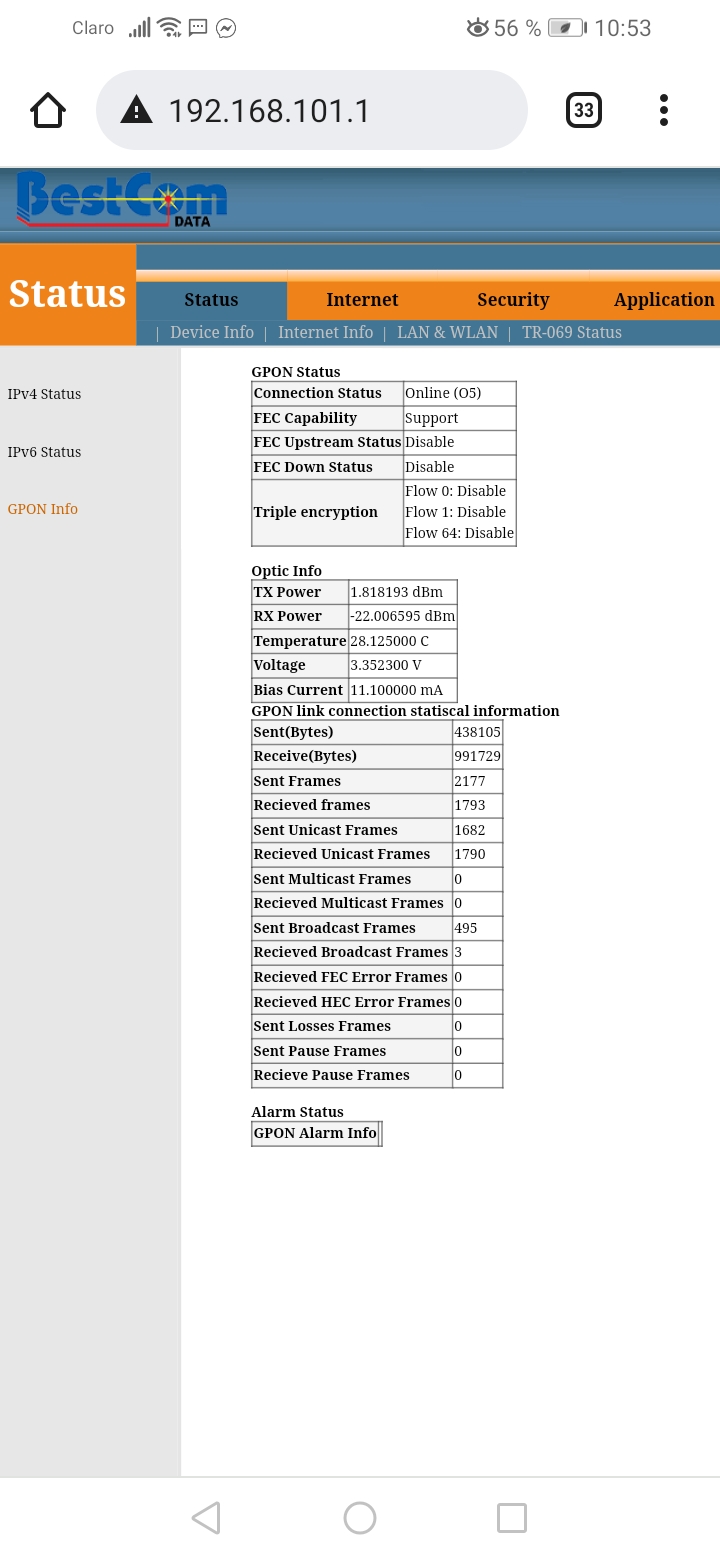 Claro 56 % 10:53
192.168.101.1 33
BestCom
DATA
Status
Status Internet Security Application
| Device Info | Internet Info | LAN & WLAN | TR-069 Status
IPv4 Status
IPv6 Status
GPON Info
GPON Status
Connection Status Online (O5)
FEC Capability Support
FEC Upstream Status Disable
FEC Down Status Disable
Triple encryption Flow 0: Disable
Flow 1: Disable
Flow 64: Disable
Optic Info
TX Power 1.818193 dBm
RX Power -22.006595 dBm
Temperature 28.125000 C
Voltage 3.352300 V
Bias Current 11.100000 mA
GPON link connection statiscal information
Sent(Bytes) 438105
Receive(Bytes) 991729
Sent Frames 2177
Recieved frames 1793
Sent Unicast Frames 1682
Recieved Unicast Frames 1790
Sent Multicast Frames 0
Recieved Multicast Frames 0
Sent Broadcast Frames 495
Recieved Broadcast Frames 3
Recieved FEC Error Frames 0
Recieved HEC Error Frames 0
Sent Losses Frames 0
Sent Pause Frames 0
Recieve Pause Frames 0
Alarm Status
GPON Alarm Info